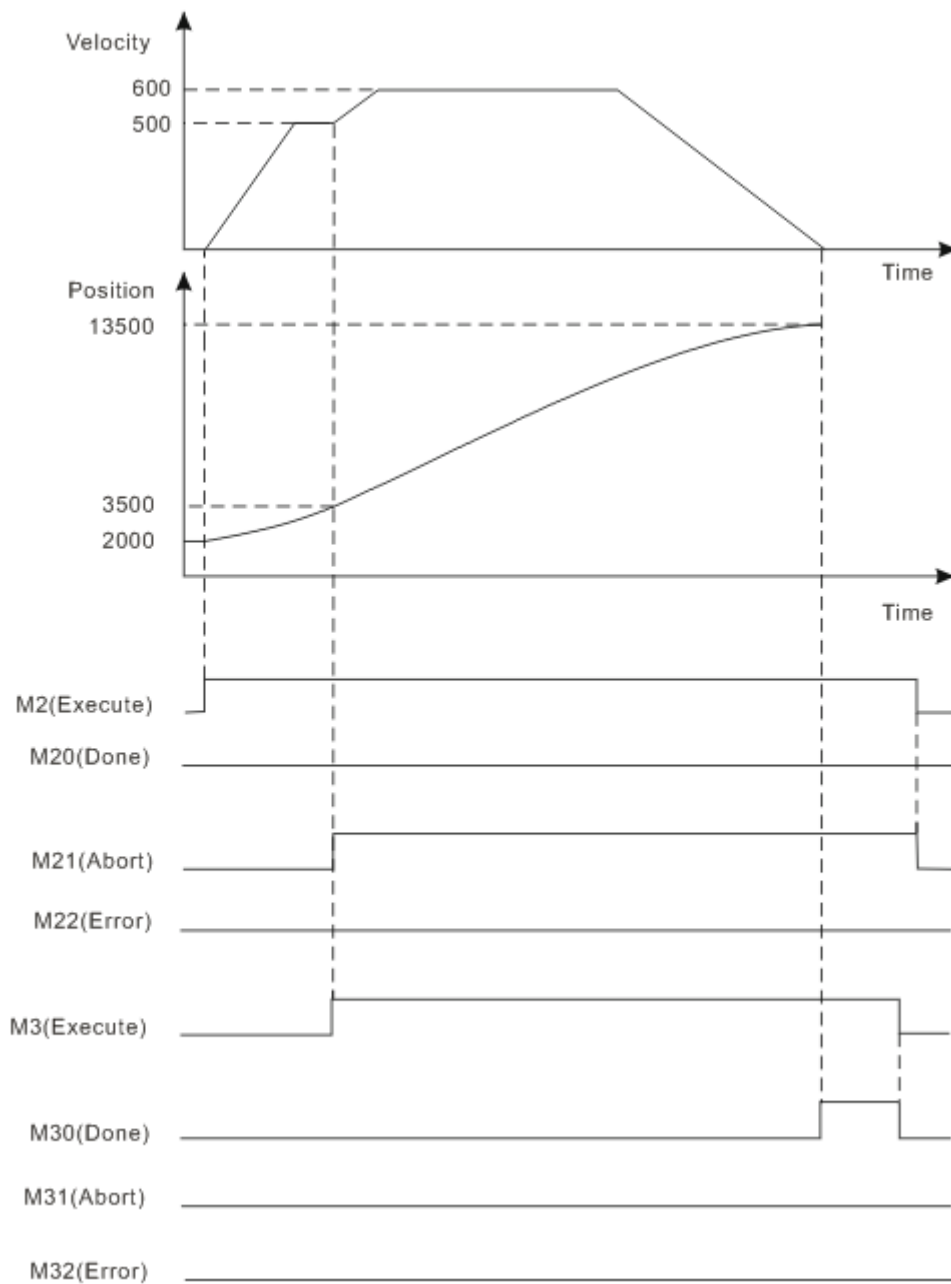 Velocity
600
500
Time
Position
13500
3500
2000
Time
M2(Execute)
M20(Done)
M21(Abort)
M22(Error)
M3(Execute)
M30(Done)
M31(Abort)
M32(Error)